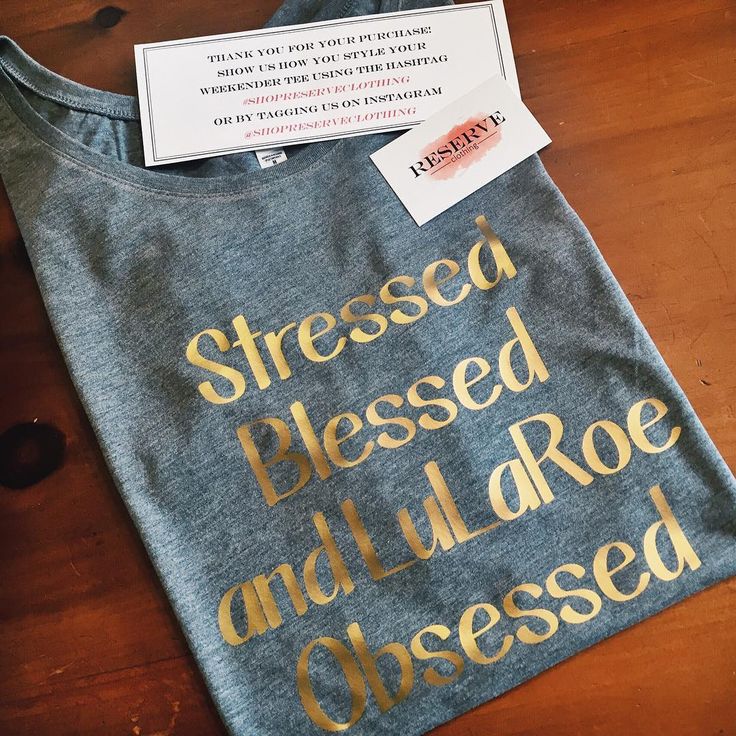 THANK YOU FOR YOUR PURCHASE!
SHOW US HOW YOU STYLE YOUR
WEEKENDER TEE USING THE HASHTAG
#SHOPRESERVECLOTHING
OR BY TAGGING US ON INSTAGRAM
@SHOPRESERVECLOTHING
RESERVE
clothing
M
Stressed
Blessed
and LuLaRoe
Obsessed